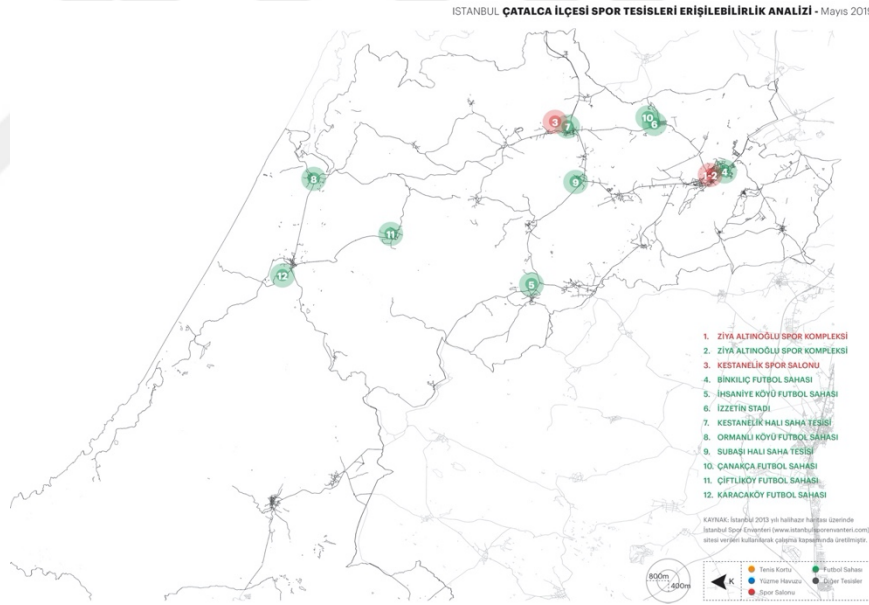 İSTANBUL ÇATALCA İLÇESİ SPOR TESİSLERİ ERİŞİLEBİLİRLİK ANALİZİ - Mayıs 2019
3
7
10
6
1-2
4
8
9
11
12
5
1. ZİYA ALTINOĞLU SPOR KOMPLEKSİ
2. ZİYA ALTINOĞLU SPOR KOMPLEKSİ
3. KESTANELİK SPOR SALONU
4. BİNKILIÇ FUTBOL SAHASI
5. İHSANİYE KÖYÜ FUTBOL SAHASI
6. İZZETİN STADI
7. KESTANELİK HALI SAHA TESİSİ
8. ORMANLI KÖYÜ FUTBOL SAHASI
9. SUBAŞI HALI SAHA TESİSİ
10. ÇANAKÇA FUTBOL SAHASI
11. ÇİFTLİKÖY FUTBOL SAHASI
12. KARACAKÖY FUTBOL SAHASI
KAYNAK: İstanbul 2013 yılı halihazır haritası üzerinde
İstanbul Spor Envanteri (www.istanbulsporenvanteri.com)
sitesi verileri kullanılarak çalışma kapsamında üretilmiştir.
800m
400m
K
Tenis Kortu
Futbol Sahası
Yüzme Havuzu
Diğer Tesisler
Spor Salonu